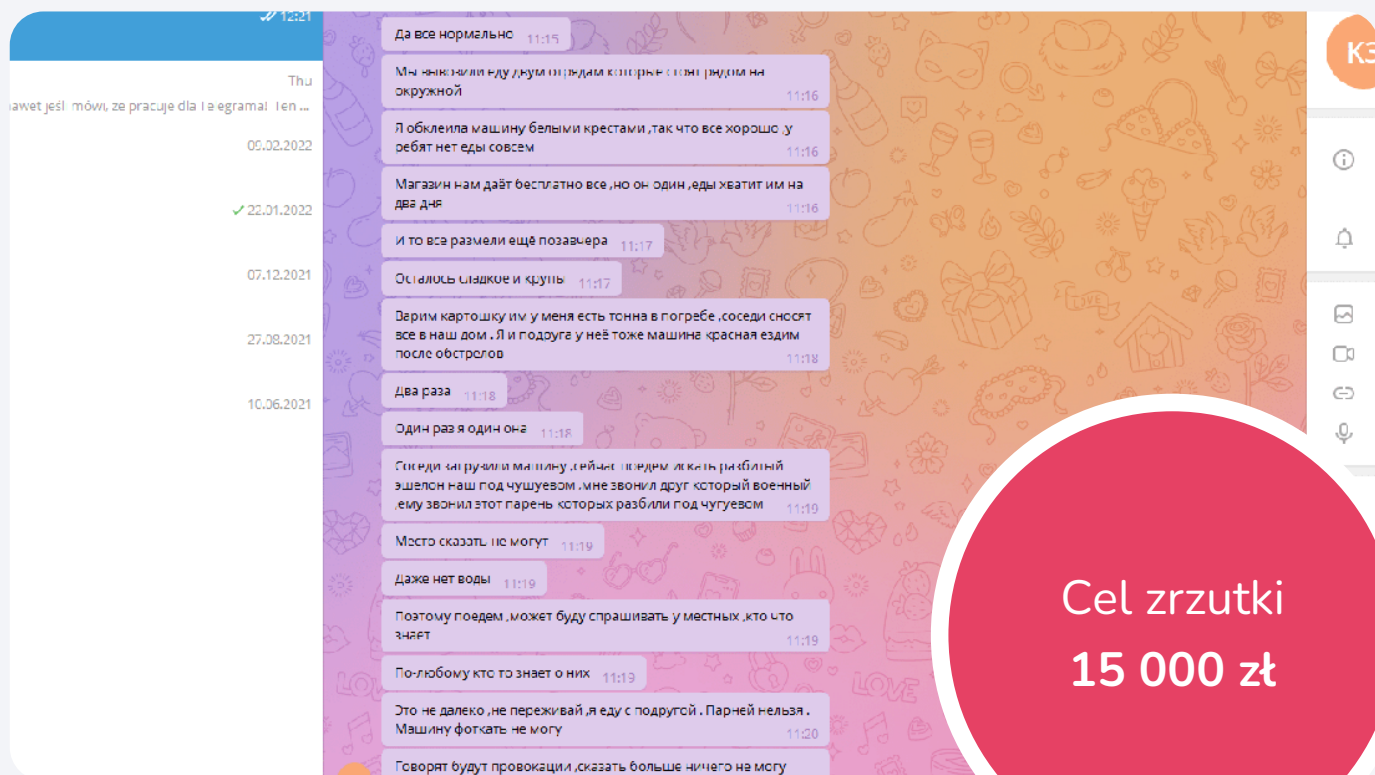 12:21
Thu
nawet jeśli mówi, że pracuje dla Telegrama! Ten ...
09.02.2022
22.01.2022
07.12.2021
27.08.2021
10.06.2021
Да все нормально 11:15
Мы вывозили еду двум отрядам которые стоят рядом на
окружной 11:16
Я обклеила машину белыми крестами ,так что все хорошо ,у
ребят нет еды совсем 11:16
Магазин нам даёт бесплатно все ,но он один ,еды хватит им на
два дня 11:16
И то все размели ещё позавчера 11:17
Осталось сладкое и крупы 11:17
Варим картошку им у меня есть тонна в погребе ,соседи сносят
все в наш дом . Я и подруга у неё тоже машина красная ездим
после обстрелов 11:18
Два раза 11:18
Один раз я один она 11:18
Соседи загрузили машину ,сейчас поедем искать разбитый
эшелон наш под чушуевом .мне звонил друг который военный
,ему звонил этот парень которых разбили под чугуевом 11:19
Место сказать не могут 11:19
Даже нет воды 11:19
Поэтому поедем ,может буду спрашивать у местных ,кто что
знает 11:19
По-любому кто то знает о них 11:19
Это не далеко ,не переживай ,я еду с подругой . Парней нельзя .
Машину фоткать не могу 11:20
Говорят будут провокации ,сказать больше ничего не могу
КЗ
Cel zrzutki
15 000 zł